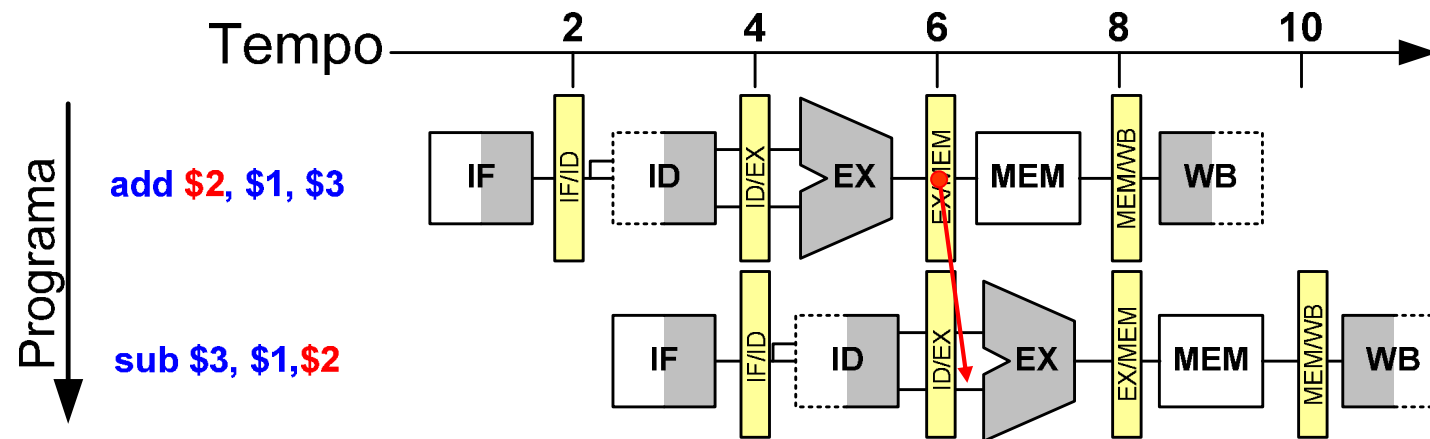 Tempo 2 4 6 8 10
Programa
add $2, $1, $3
IF IF/ID ID ID/EX EX EX/MEM MEM MEM/WB WB
sub $3, $1,$2
IF IF/ID ID ID/EX EX EX/MEM MEM MEM/WB WB